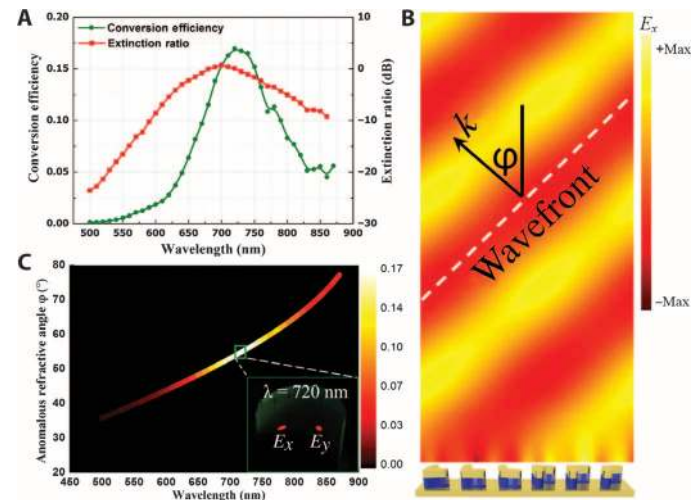 A
Conversion efficiency
Extinction ratio
0.20
0.15
0.10
0.05
0.00
Conversion efficiency
10
0
−10
−20
−30
Extinction ratio (dB)
500 550 600 650 700 750 800 850 900
Wavelength (nm)
B
Ex
+Max
−Max
k
φ
Wavefront
C
80
70
60
50
40
30
20
Anomalous refractive angle φ (°)
0.17
0.14
0.10
0.07
0.03
0.00
λ = 720 nm
Ex Ey
450 500 550 600 650 700 750 800 850 900
Wavelength (nm)